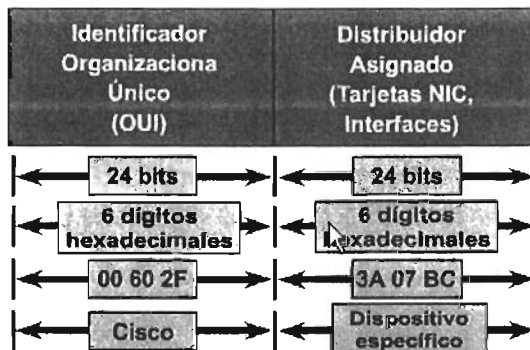 Identificador
Organizaciona
Único
(OUI)
Distribuidor
Asignado
(Tarjetas NIC,
Interfaces)
24 bits
24 bits
6 dígitos
hexadecimales
6 dígitos
hexadecimales
00 60 2F
3A 07 BC
Cisco
Dispositivo
específico